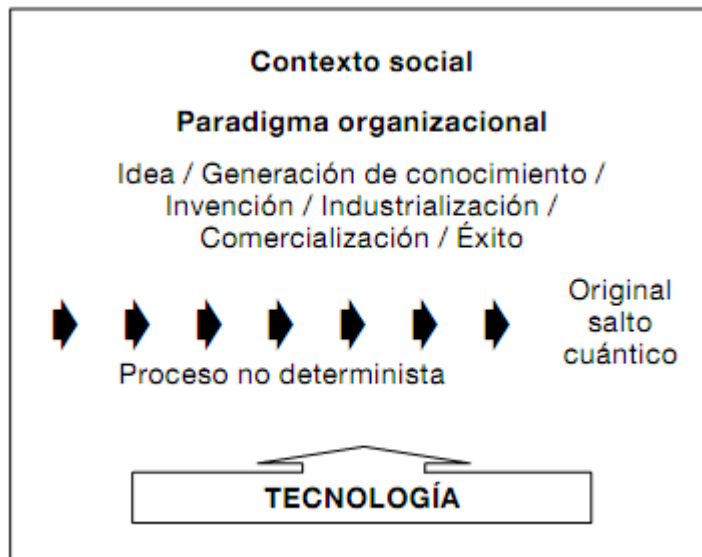 Contexto social
Paradigma organizacional
Idea / Generación de conocimiento /
Invención / Industrialización /
Comercialización / Éxito
Original
salto
cuántico
Proceso no determinista
TECNOLOGÍA